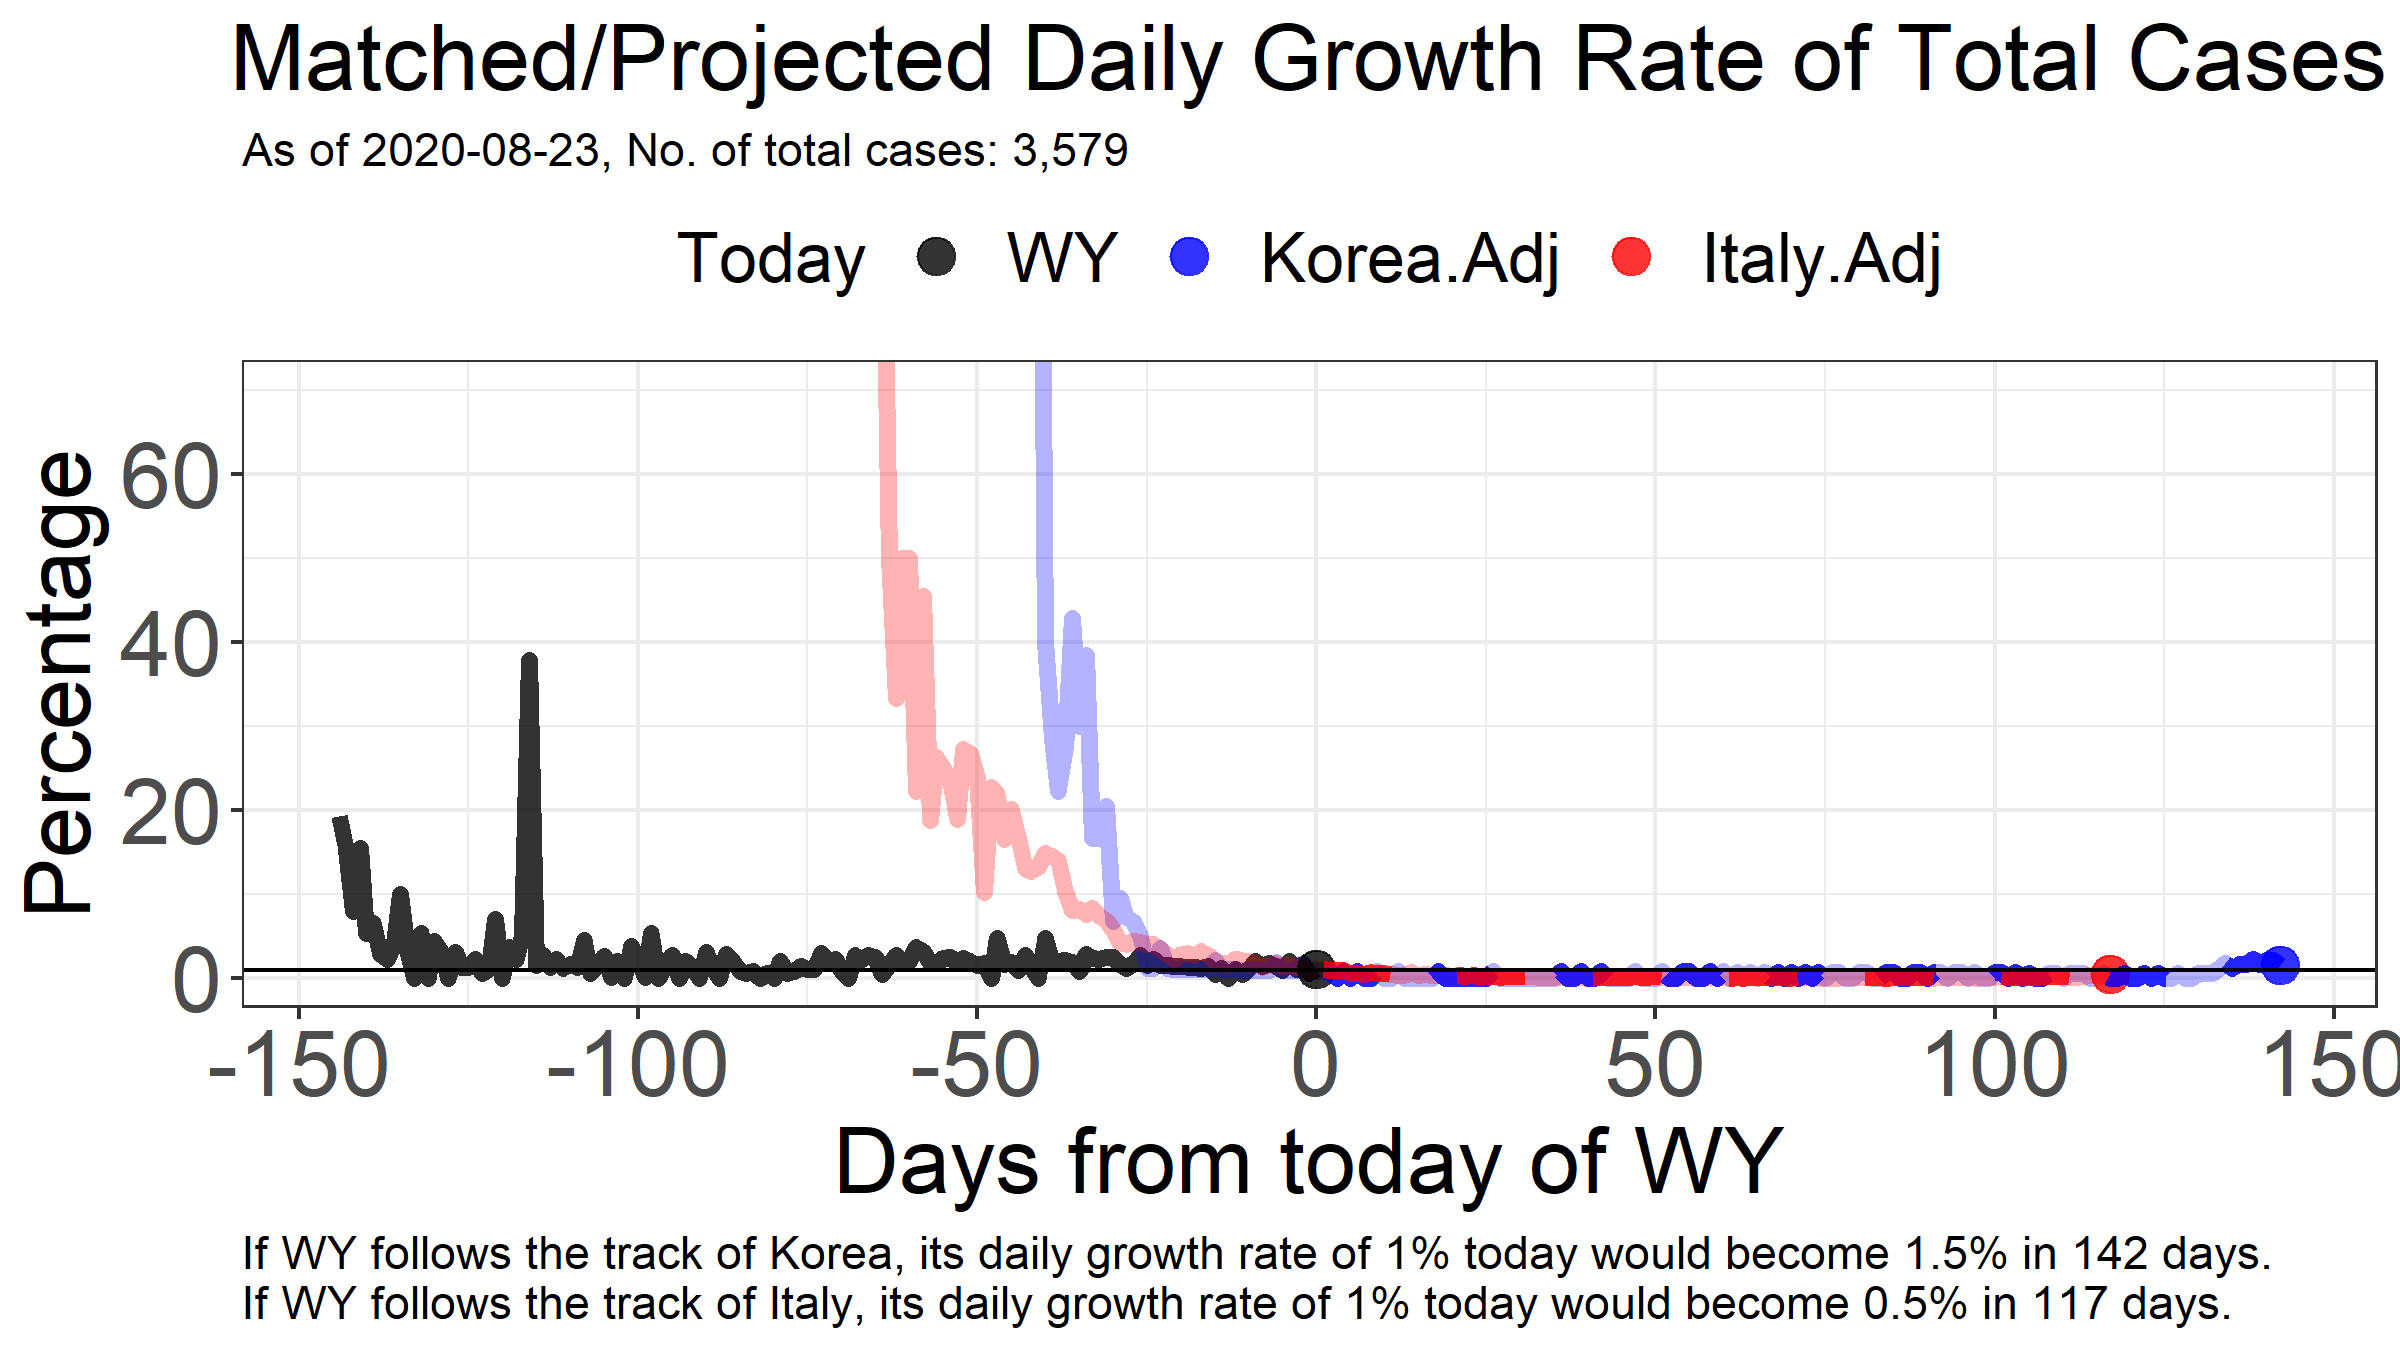 Matched/Projected Daily Growth Rate of Total Cases
As of 2020-08-23, No. of total cases: 3,579
Today WY Korea.Adj Italy.Adj
Percentage
60
40
20
0
-150 -100 -50 0 50 100 150
Days from today of WY
If WY follows the track of Korea, its daily growth rate of 1% today would become 1.5% in 142 days.
If WY follows the track of Italy, its daily growth rate of 1% today would become 0.5% in 117 days.